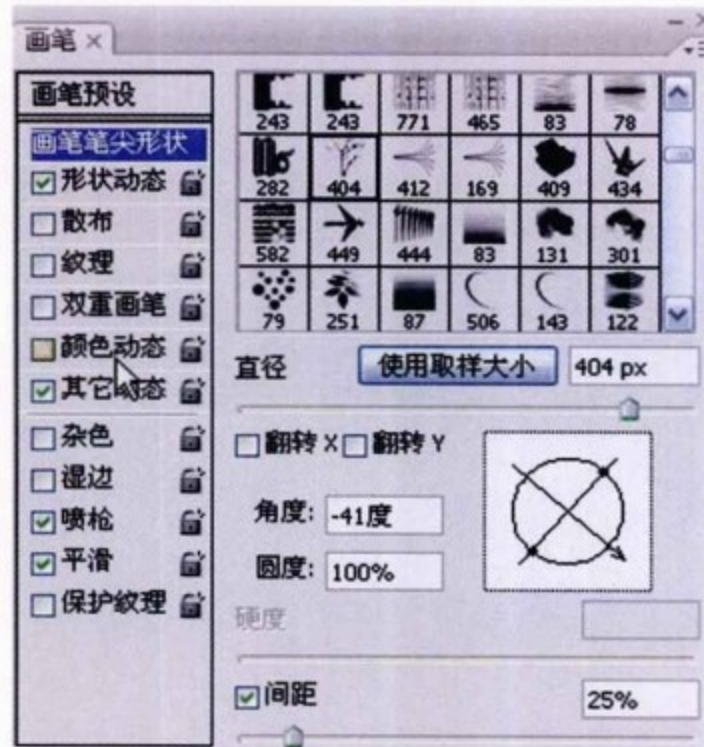 画笔 ×
画笔预设
画笔笔尖形状
形状动态
散布
纹理
双重画笔
颜色动态
其它动态
杂色
湿边
喷枪
平滑
保护纹理
243 243 771 465 83 78
282 404 412 169 409 434
582 449 444 83 131 301
79 251 87 506 143 122
直径 使用取样大小 404 px
翻转 X 翻转 Y
角度: -41度
圆度: 100%
硬度
间距 25%